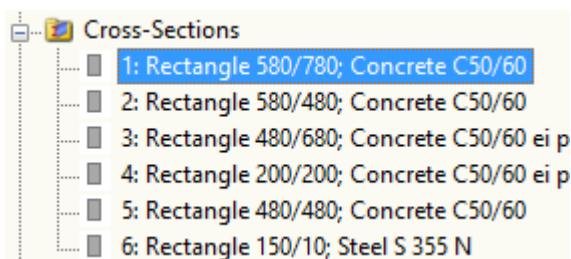 Cross-Sections
1: Rectangle 580/780; Concrete C50/60
2: Rectangle 580/480; Concrete C50/60
3: Rectangle 480/680; Concrete C50/60 ei p
4: Rectangle 200/200; Concrete C50/60 ei p
5: Rectangle 480/480; Concrete C50/60
6: Rectangle 150/10; Steel S 355 N